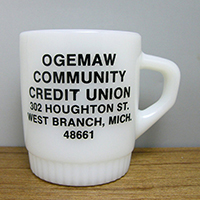 OGEMAW
COMMUNITY
CREDIT UNION
302 HOUGHTON ST.
WEST BRANCH, MICH.
48661